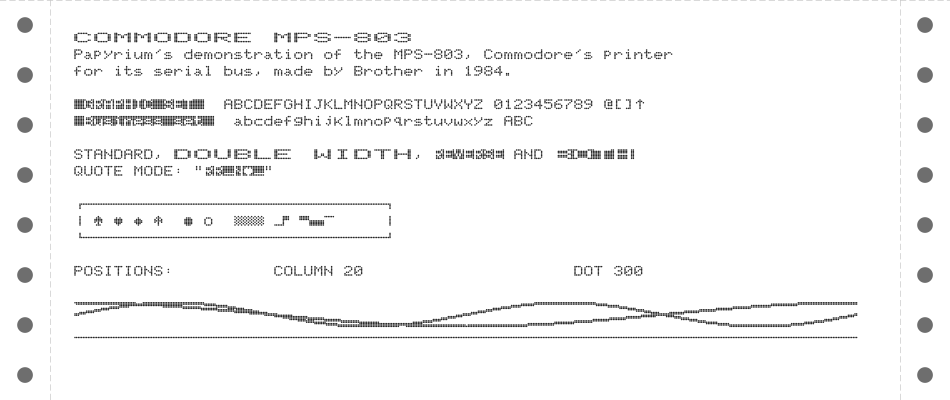 COMMODORE MPS-803
Papyrium's demonstration of the MPS-803, Commodore's printer
for its serial bus, made by Brother in 1984.
ABCDEFGHIJKLMNOPQRSTUVWXYZ 0123456789 @[]↑
abcdefghijklmnopqrstuvwxyz ABC
STANDARD, DOUBLE WIDTH, AND
QUOTE MODE: " "
POSITIONS: COLUMN 20 DOT 300